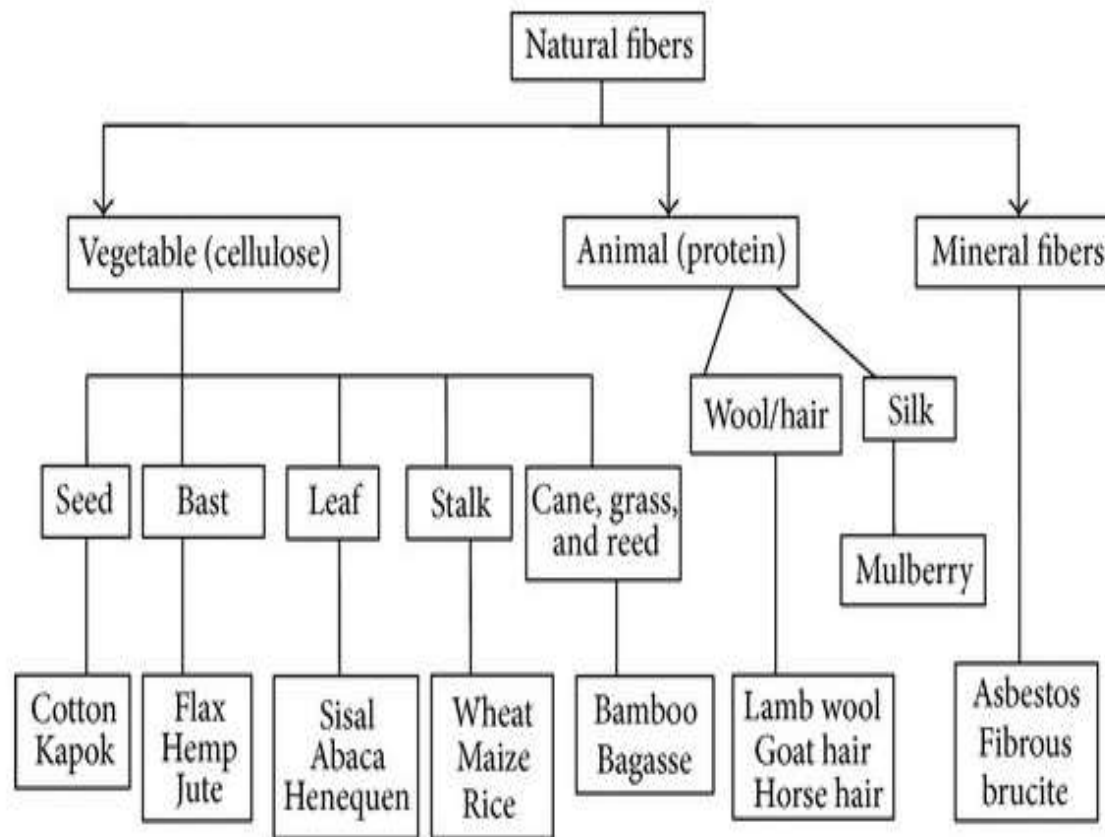 Natural fibers
Vegetable (cellulose)
Animal (protein)
Mineral fibers
Wool/hair
Silk
Seed
Bast
Leaf
Stalk
Cane, grass,
and reed
Mulberry
Cotton
Kapok
Flax
Hemp
Jute
Sisal
Abaca
Henequen
Wheat
Maize
Rice
Bamboo
Bagasse
Lamb wool
Goat hair
Horse hair
Asbestos
Fibrous
brucite